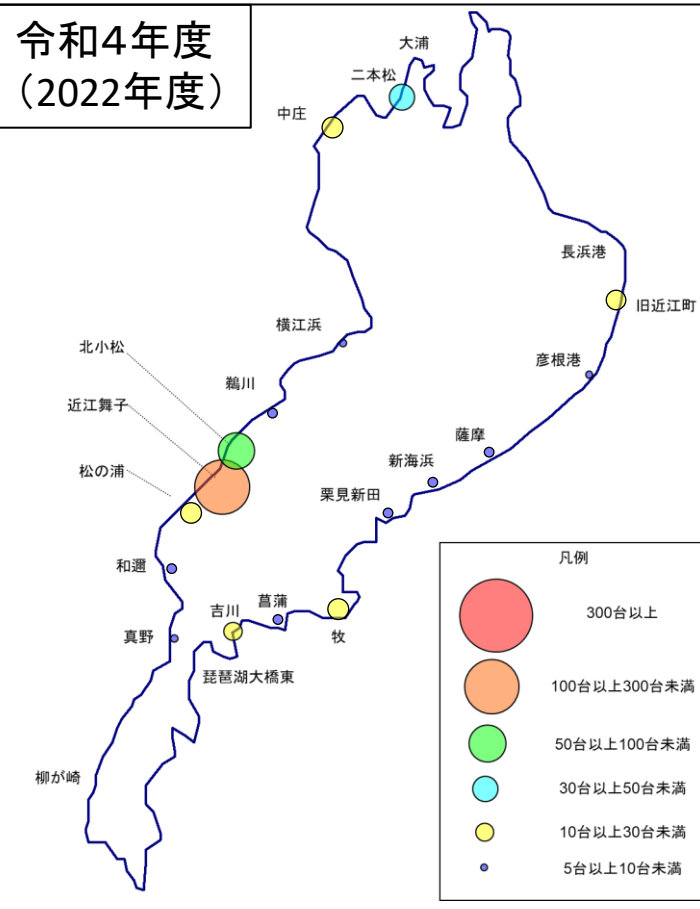 令和４年度
（2022年度）
大浦
二本松
中庄
長浜港
旧近江町
横江浜
北小松
彦根港
鵜川
近江舞子
薩摩
松の浦
新海浜
栗見新田
和邇
吉川
菖蒲
牧
真野
琵琶湖大橋東
柳が崎
凡例
300台以上
100台以上300台未満
50台以上100台未満
30台以上50台未満
10台以上30台未満
5台以上10台未満